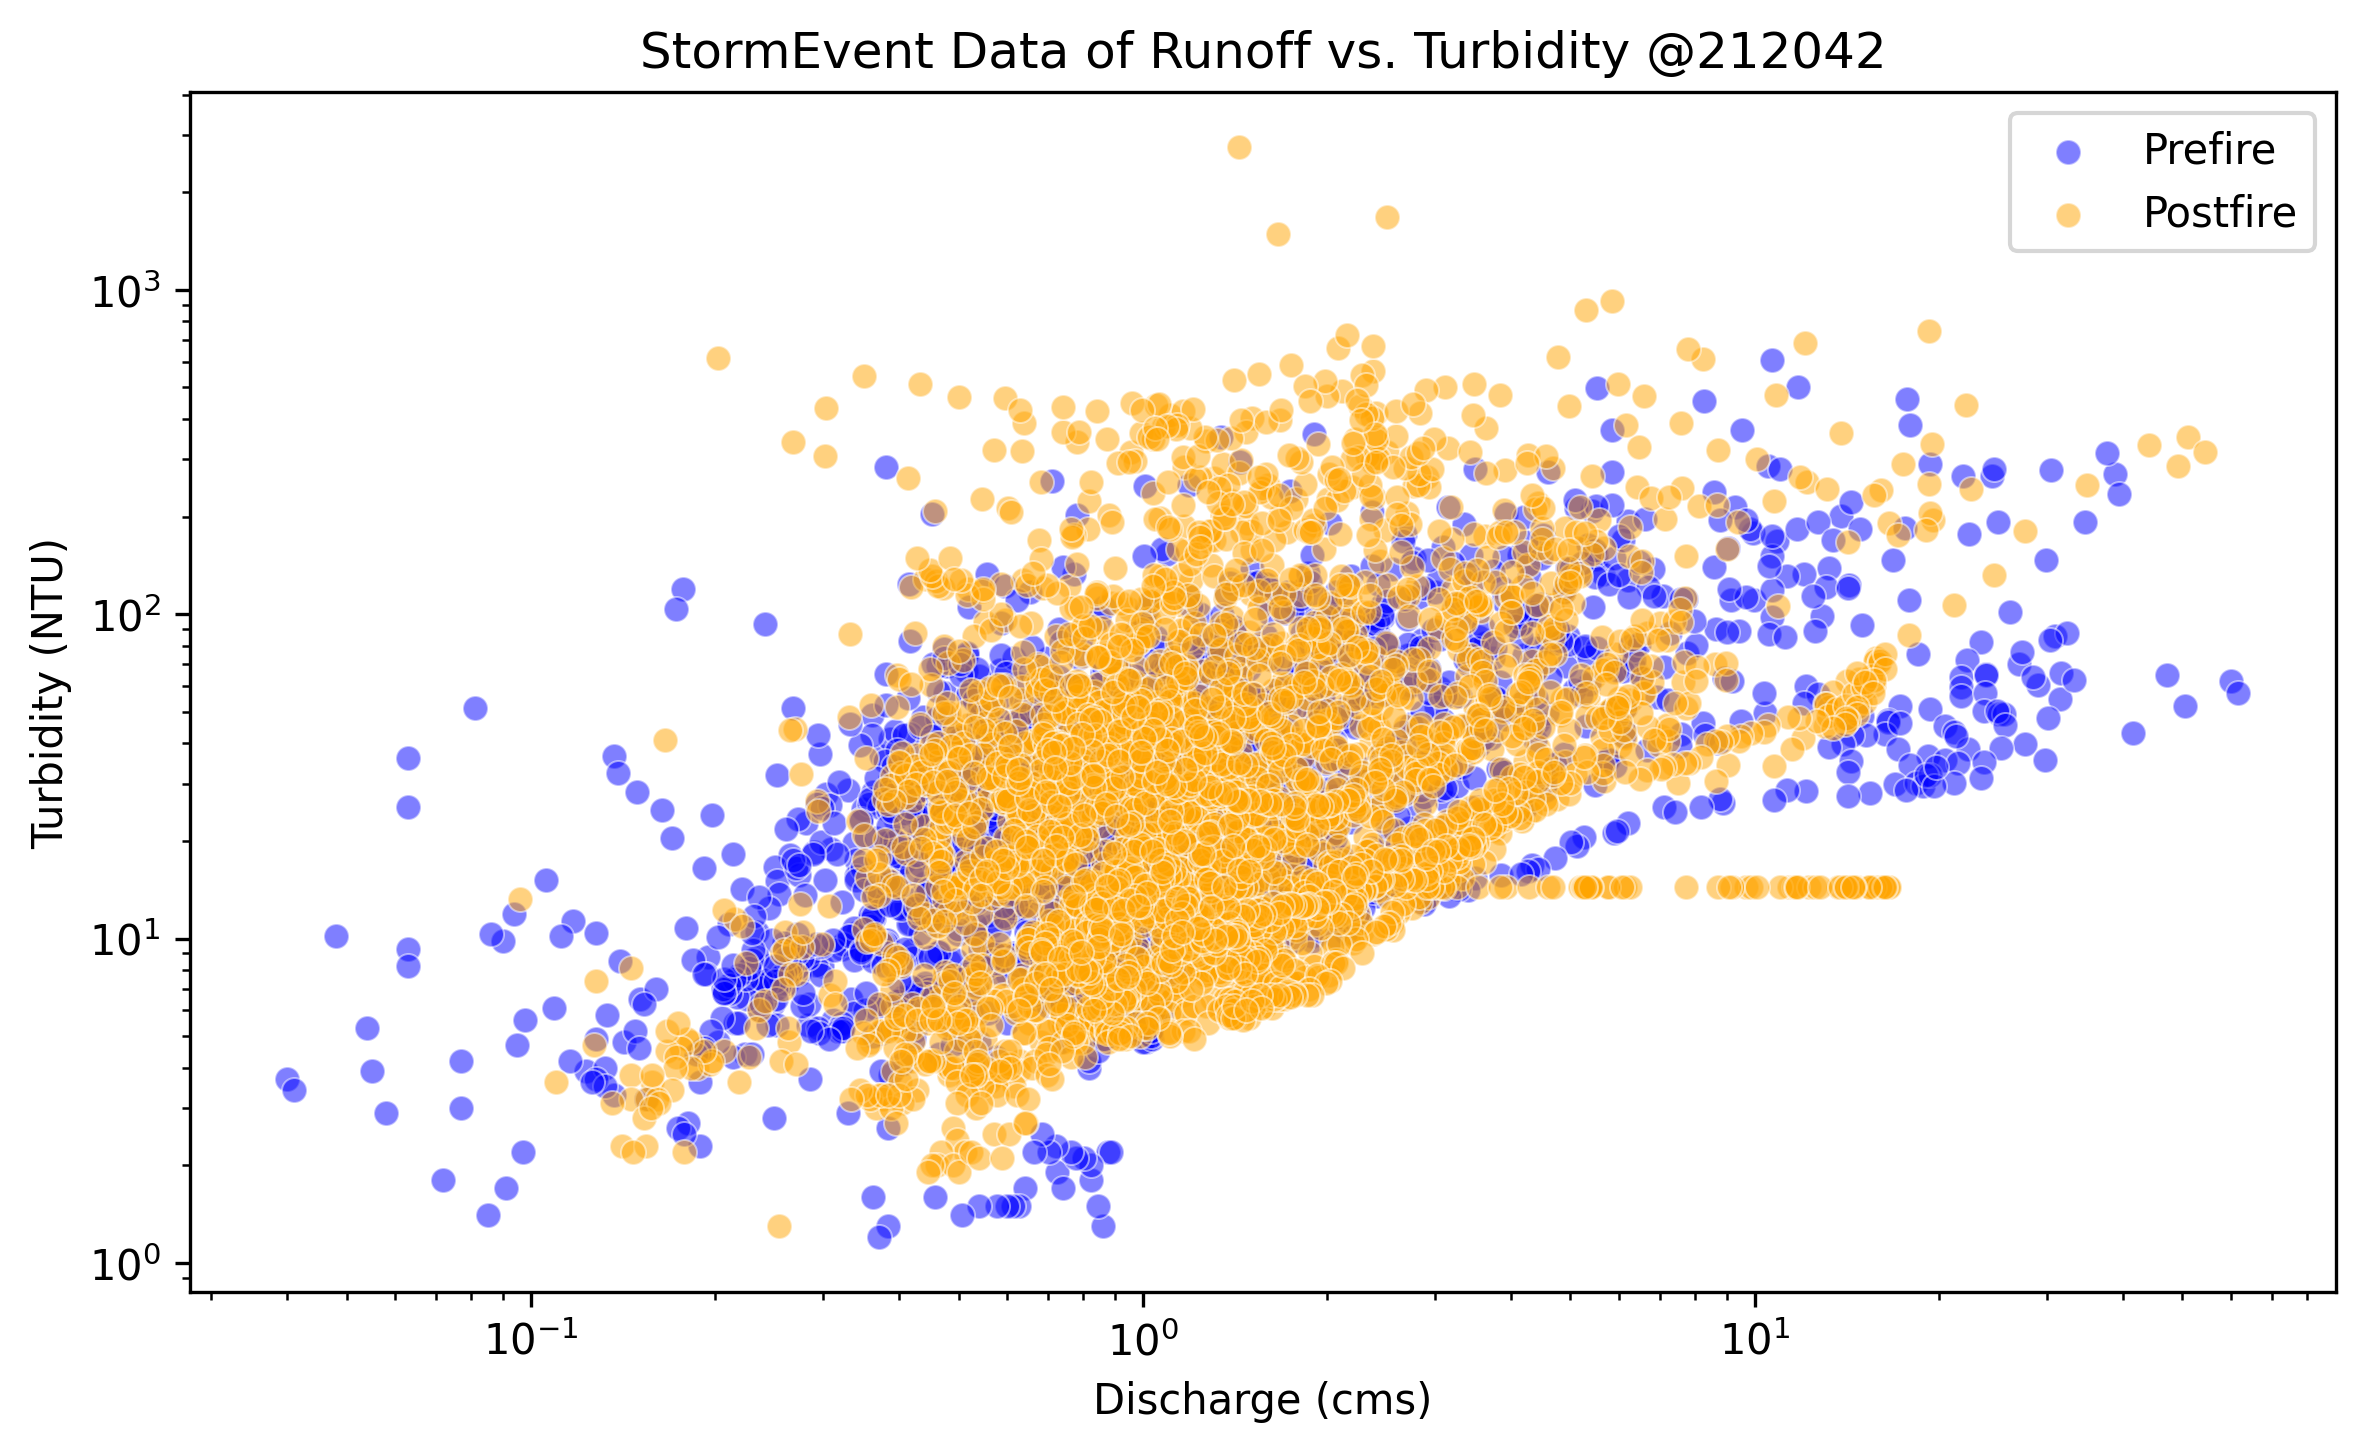 StormEvent Data of Runoff vs. Turbidity @212042
Prefire
Postfire
Turbidity (NTU)
10³
10²
10¹
10⁰
10⁻¹
10⁰
10¹
Discharge (cms)